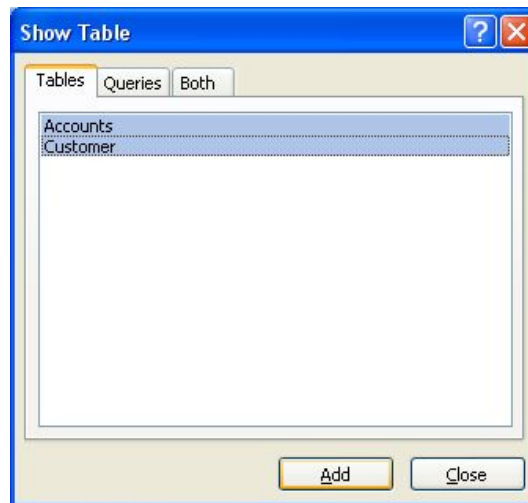 Show Table
?
Tables Queries Both
Accounts
Customer
Add Close